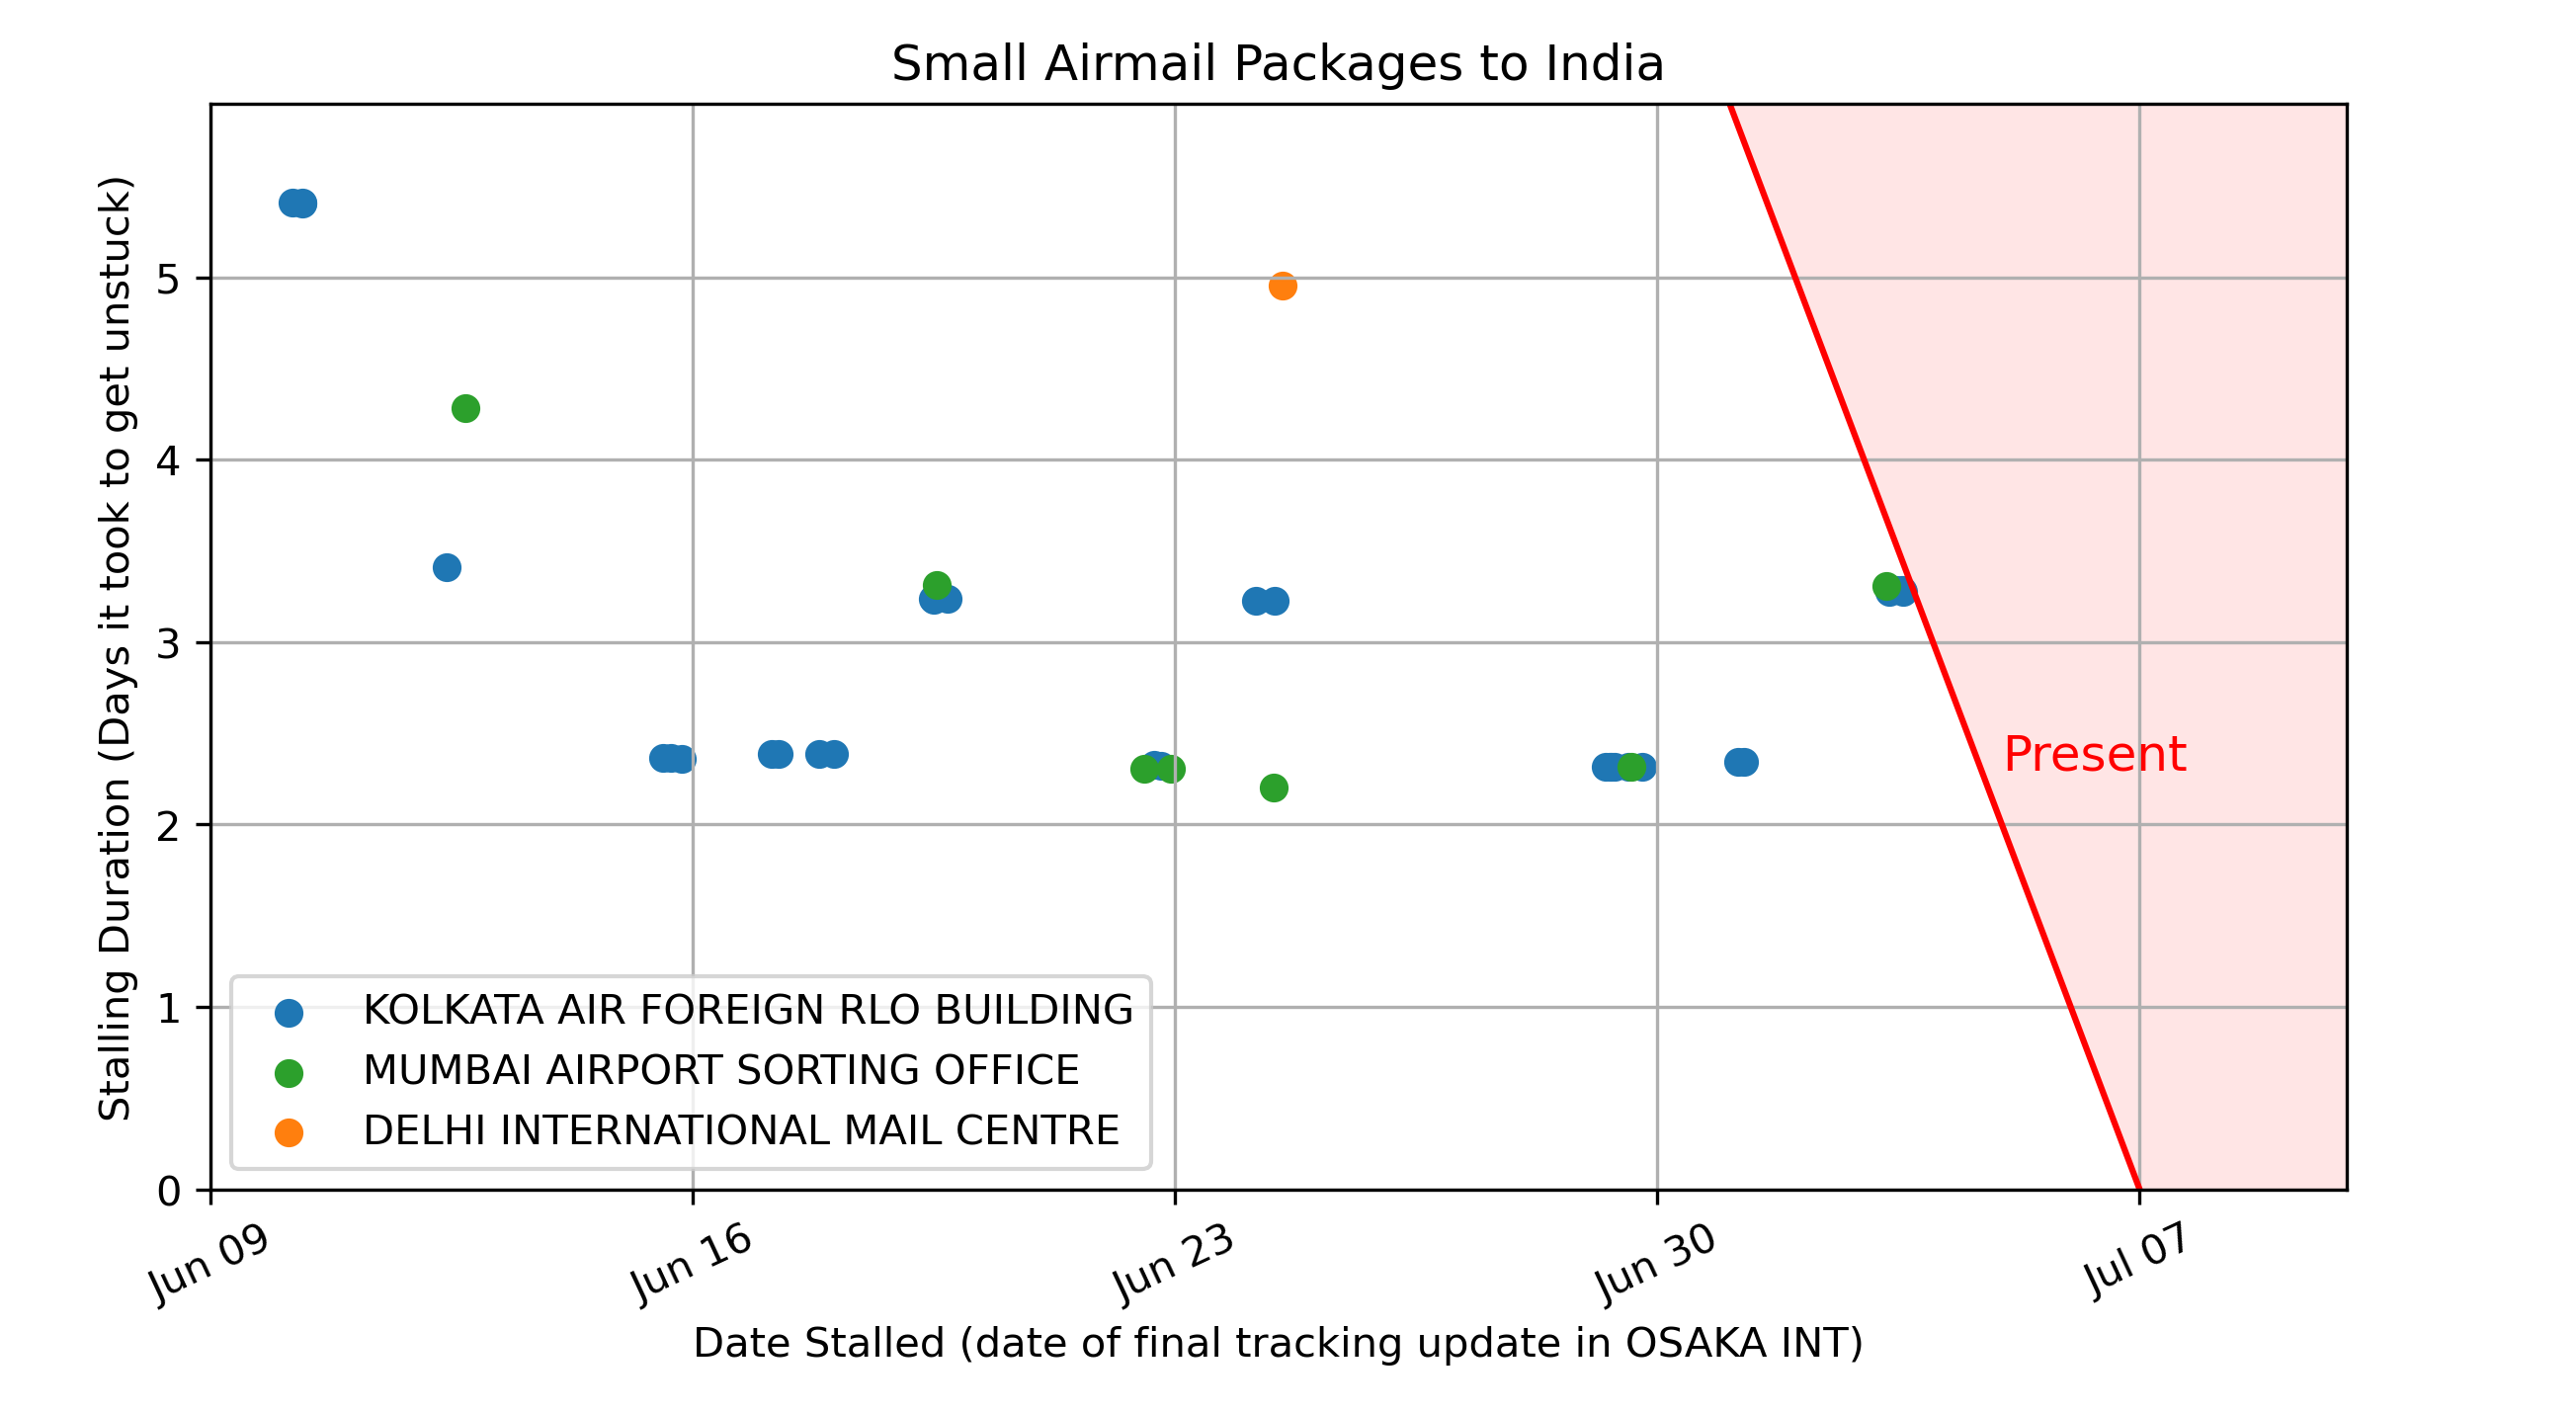 Small Airmail Packages to India
Stalling Duration (Days it took to get unstuck)
5
4
3
2
1
0
Present
KOLKATA AIR FOREIGN RLO BUILDING
MUMBAI AIRPORT SORTING OFFICE
DELHI INTERNATIONAL MAIL CENTRE
Jun 09
Jun 16
Jun 23
Jun 30
Jul 07
Date Stalled (date of final tracking update in OSAKA INT)